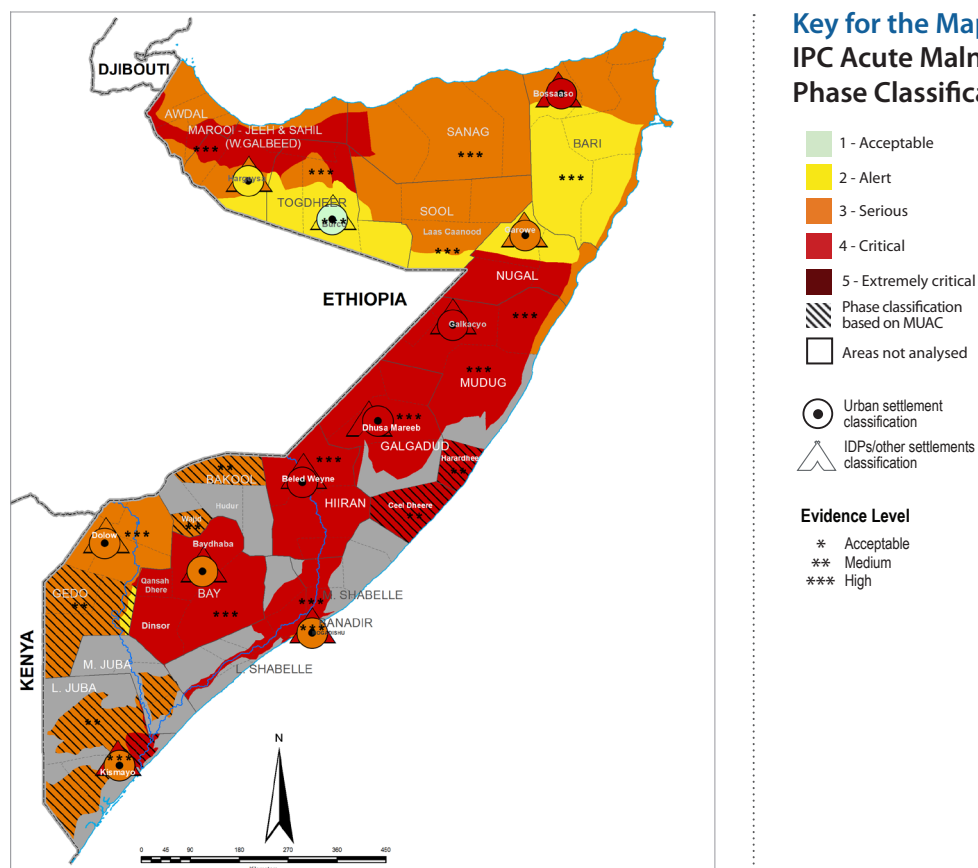 Key for the Map
IPC Acute Maln
Phase Classifica
1 - Acceptable
2 - Alert
3 - Serious
4 - Critical
5 - Extremely critical
Phase classification
based on MUAC
Areas not analysed
Urban settlement
classification
IDPs/other settlements
classification
Evidence Level
* Acceptable
** Medium
*** High
DJIBOUTI
AWDAL
MAROOI - JEEH & SAHIL
(W.GALBEED)
***
SANAG
***
Bossaaso
BARI
***
***
TOGDHEER
***
SOOL
Laas Caanood
***
NUGAL
***
ETHIOPIA
Galkacyo
***
MUDUG
***
Dhusa Mareeb
GALGADUD
**
BAKOOL
***
Beled Weyne
Harardheer
**
HIIRAN
Ceel Dheere
**
Hudur
Wajid
**
Dolow
***
Baydhaba
Qansah
Dhere
BAY
***
GEDO
**
Dinsor
***
M. SHABELLE
***
BANADIR
L. SHABELLE
KENYA
M. JUBA
L. JUBA
**
***
Kismayo
N
0 45 90 180 270 360 450